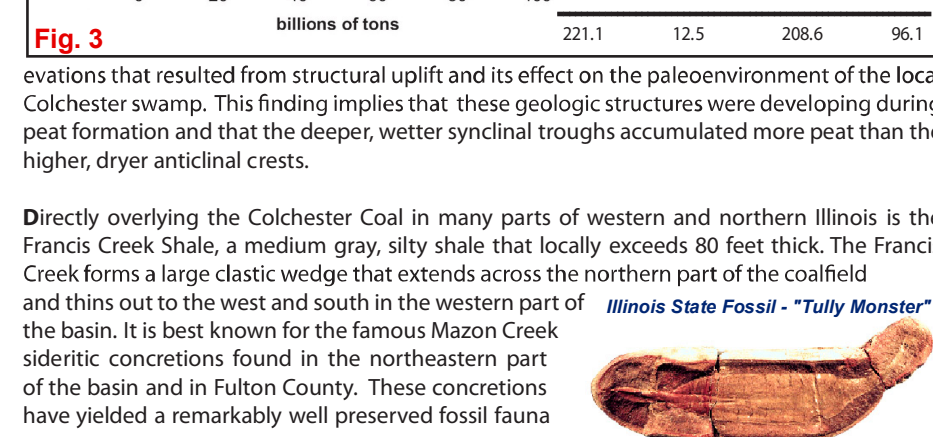 billions of tons
Fig. 3
221.1 12.5 208.6 96.1
evations that resulted from structural uplift and its effect on the paleoenvironment of the loca
Colchester swamp. This finding implies that these geologic structures were developing during
peat formation and that the deeper, wetter synclinal troughs accumulated more peat than the
higher, dryer anticlinal crests.
Directly overlying the Colchester Coal in many parts of western and northern Illinois is the
Francis Creek Shale, a medium gray, silty shale that locally exceeds 80 feet thick. The Franci
Creek forms a large clastic wedge that extends across the northern part of the coalfield
and thins out to the west and south in the western part of
the basin. It is best known for the famous Mazon Creek
sideritic concretions found in the northeastern part
of the basin and in Fulton County. These concretions
have yielded a remarkably well preserved fossil fauna
Illinois State Fossil - "Tully Monster"